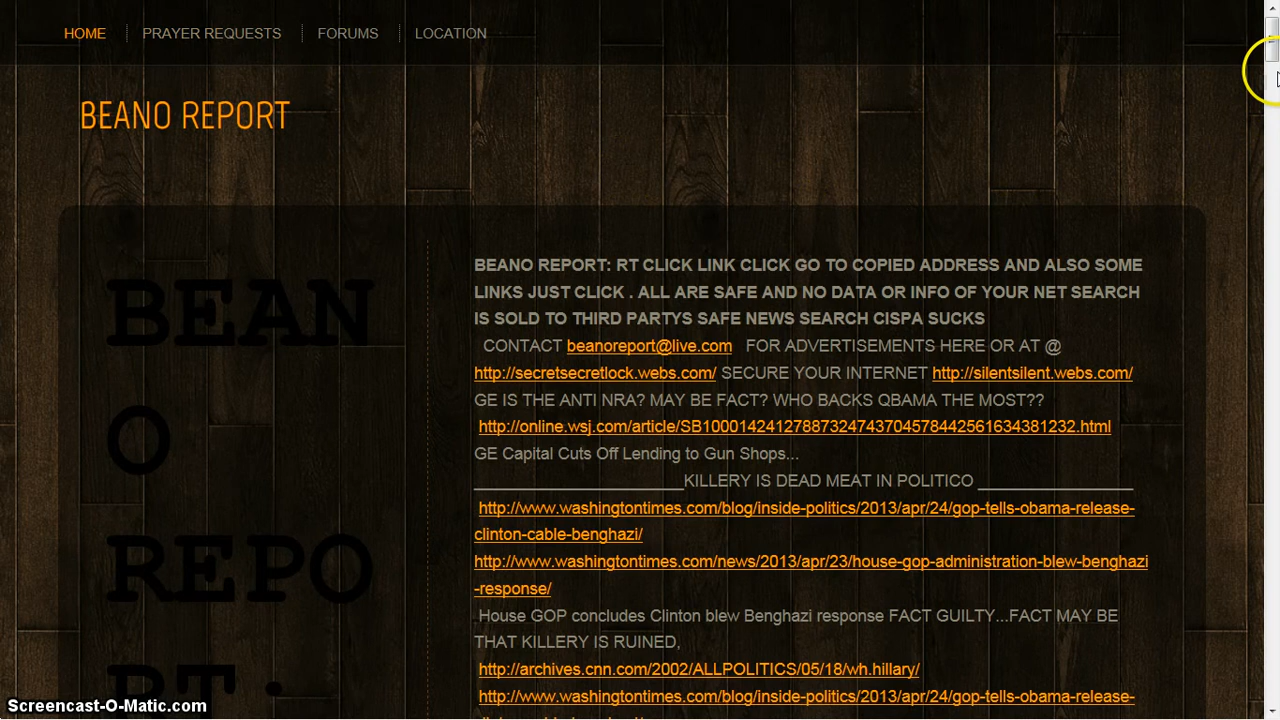 HOME
PRAYER REQUESTS
FORUMS
LOCATION
BEANO REPORT
BEAN
O
REPO
RT:
BEANO REPORT: RT CLICK LINK CLICK GO TO COPIED ADDRESS AND ALSO SOME
LINKS JUST CLICK . ALL ARE SAFE AND NO DATA OR INFO OF YOUR NET SEARCH
IS SOLD TO THIRD PARTYS SAFE NEWS SEARCH CISPA SUCKS
CONTACT beanoreport@live.com FOR ADVERTISEMENTS HERE OR AT @
http://secretsecretlock.webs.com/ SECURE YOUR INTERNET http://silentsilent.webs.com/
GE IS THE ANTI NRA? MAY BE FACT? WHO BACKS QBAMA THE MOST??
http://online.wsj.com/article/SB10001424127887324743704578442561634381232.html
GE Capital Cuts Off Lending to Gun Shops...
______________________KILLERY IS DEAD MEAT IN POLITICO ________________
http://www.washingtontimes.com/blog/inside-politics/2013/apr/24/gop-tells-obama-release-
clinton-cable-benghazi/
http://www.washingtontimes.com/news/2013/apr/23/house-gop-administration-blew-benghazi
-response/
House GOP concludes Clinton blew Benghazi response FACT GUILTY...FACT MAY BE
THAT KILLERY IS RUINED,
http://archives.cnn.com/2002/ALLPOLITICS/05/18/wh.hillary/
http://www.washingtontimes.com/blog/inside-politics/2013/apr/24/gop-tells-obama-release-
Screencast-O-Matic.com